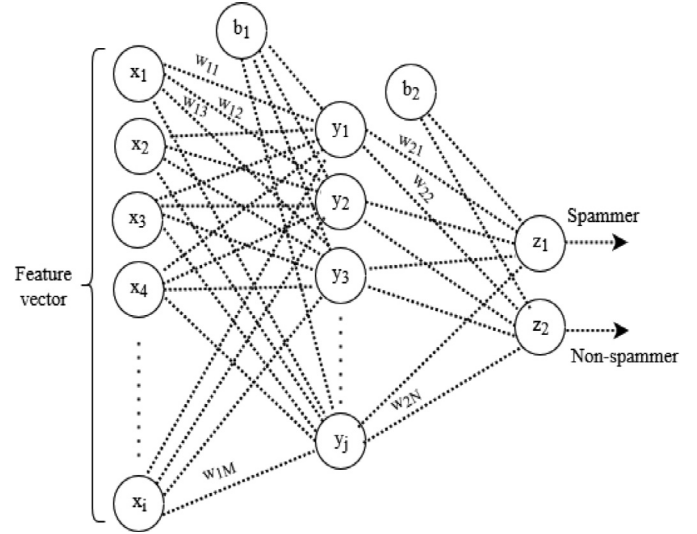 b₁
x₁
w₁₁
w₁₂
w₁₃
b₂
y₁
x₂
w₂₁
w₂₂
y₂
x₃
Spammer
z₁
Feature
vector
x₄
y₃
z₂
Non-spammer
w₂N
yⱼ
w₁M
xᵢ